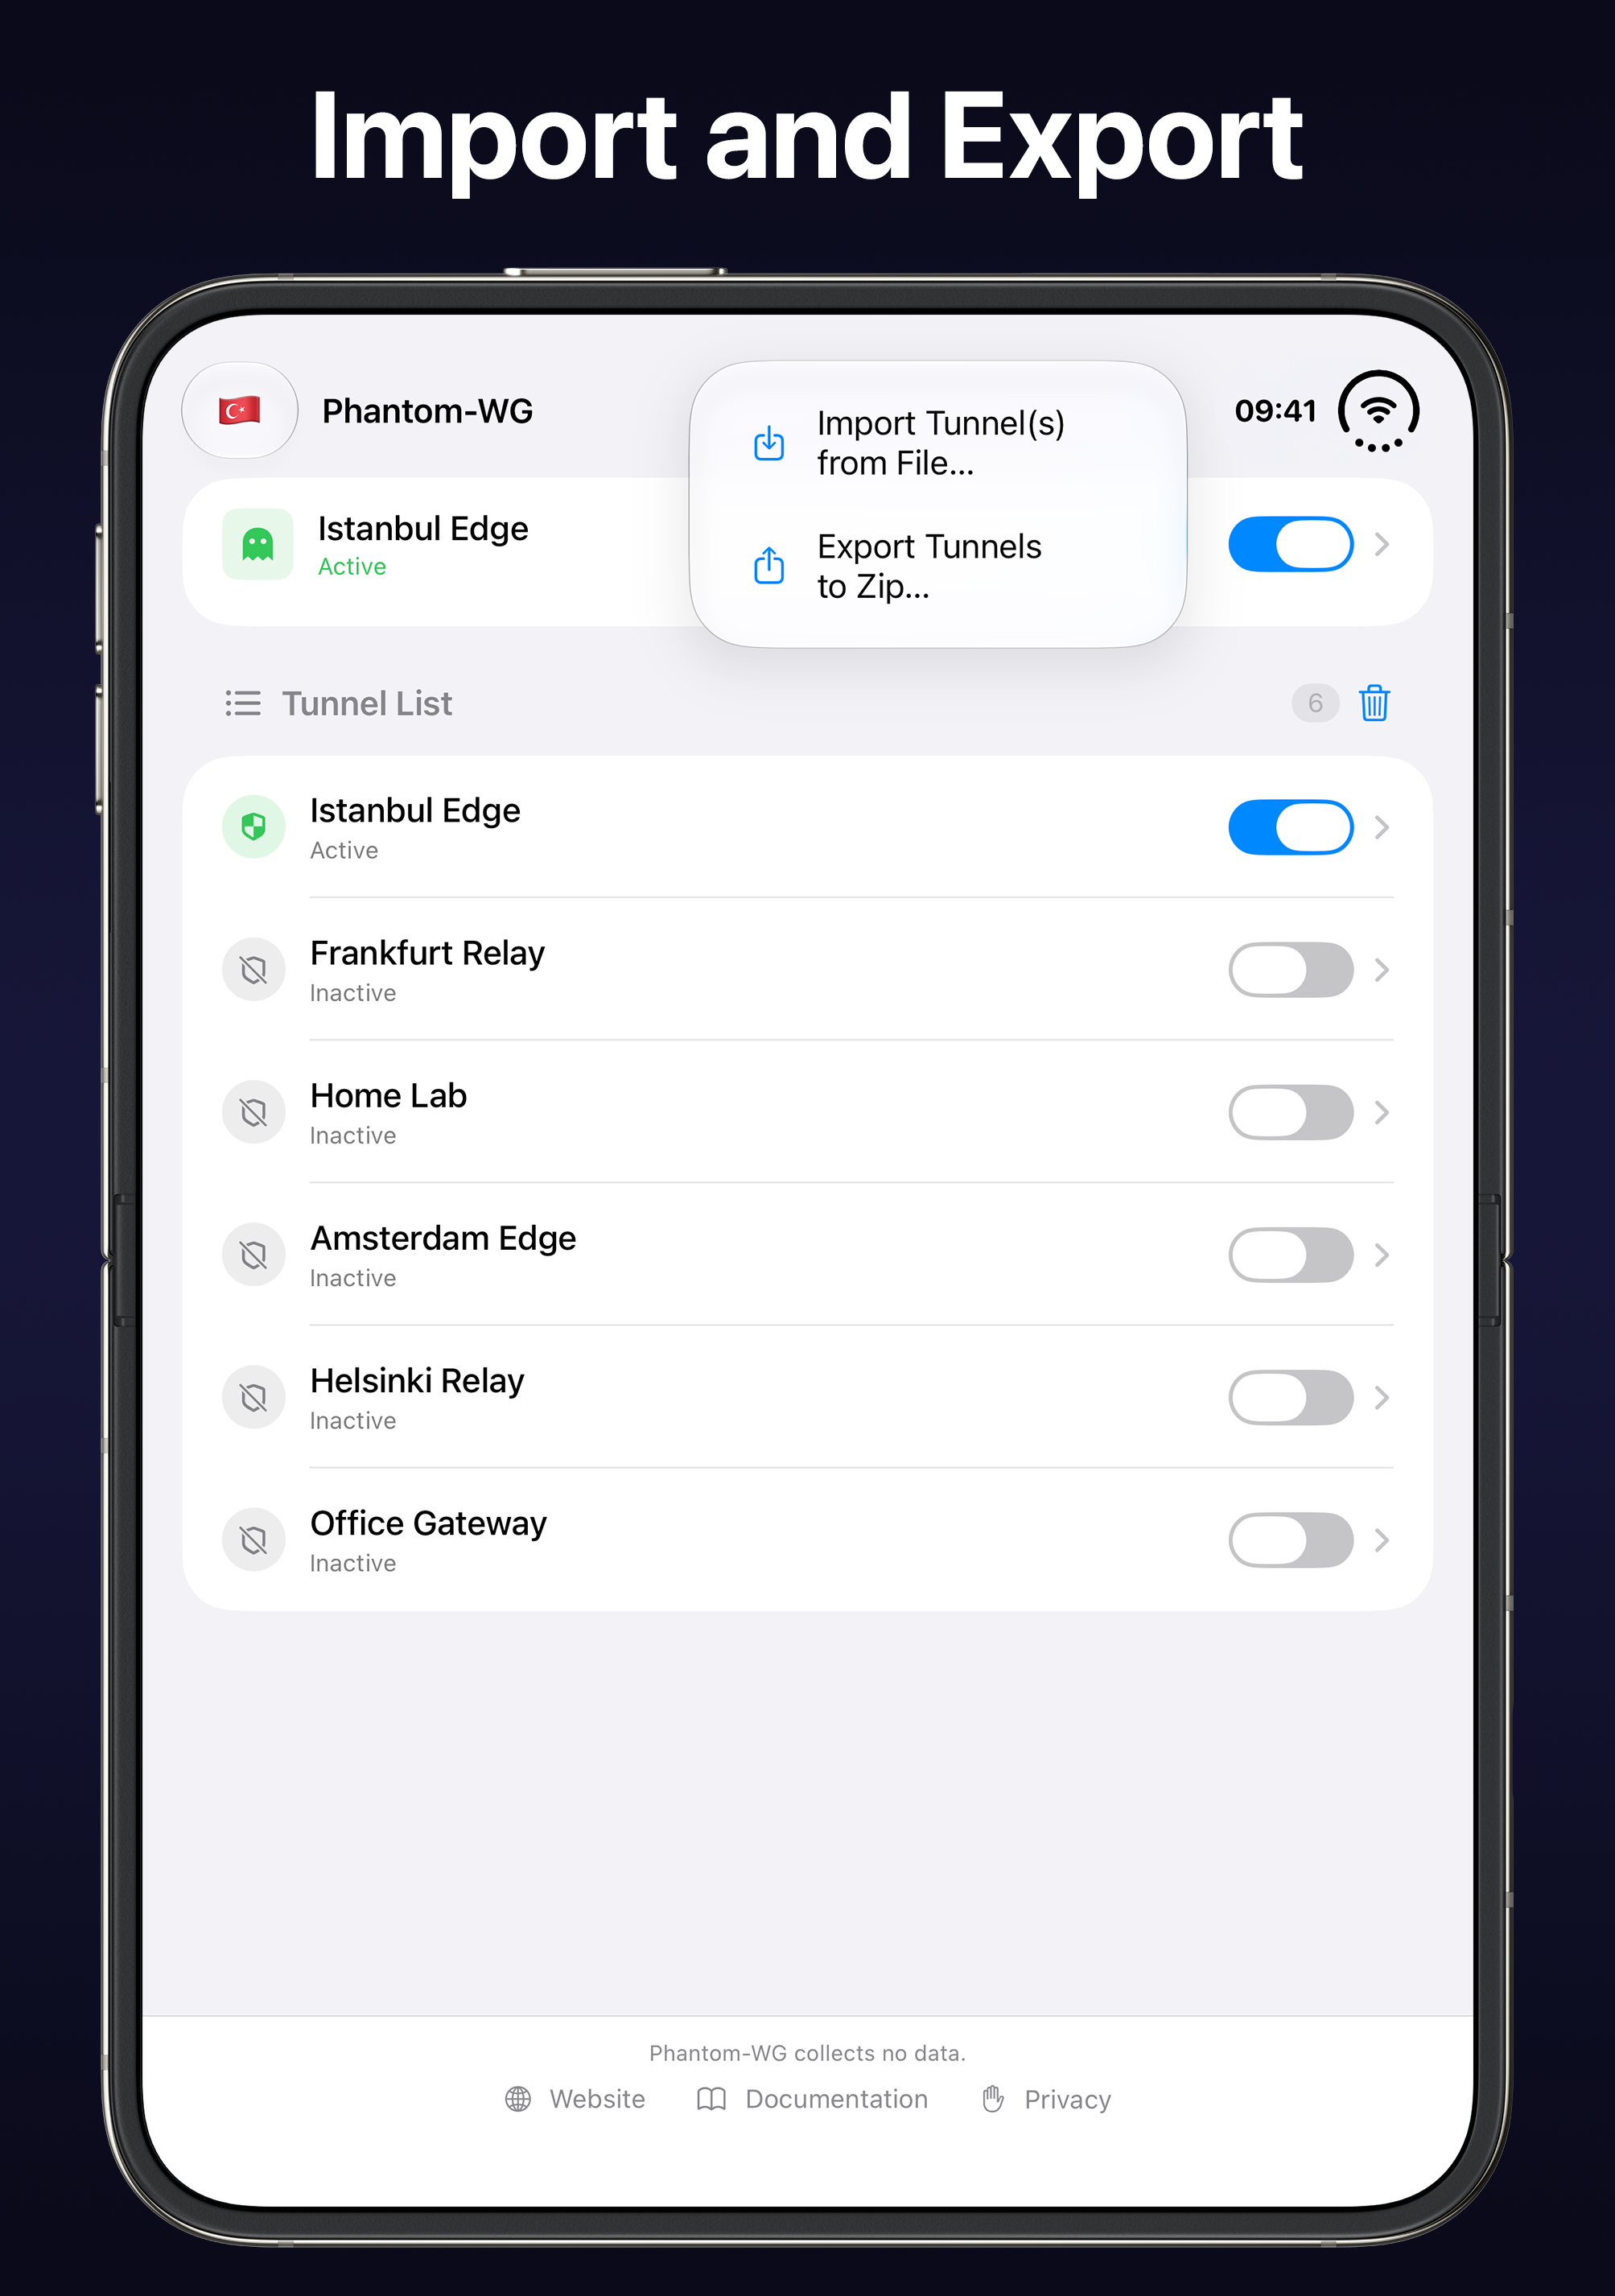 Import and Export
Phantom-WG
09:41
Import Tunnel(s)
from File...
Export Tunnels
to Zip...
Istanbul Edge
Active
Tunnel List
6
Istanbul Edge
Active
Frankfurt Relay
Inactive
Home Lab
Inactive
Amsterdam Edge
Inactive
Helsinki Relay
Inactive
Office Gateway
Inactive
Phantom-WG collects no data.
Website
Documentation
Privacy